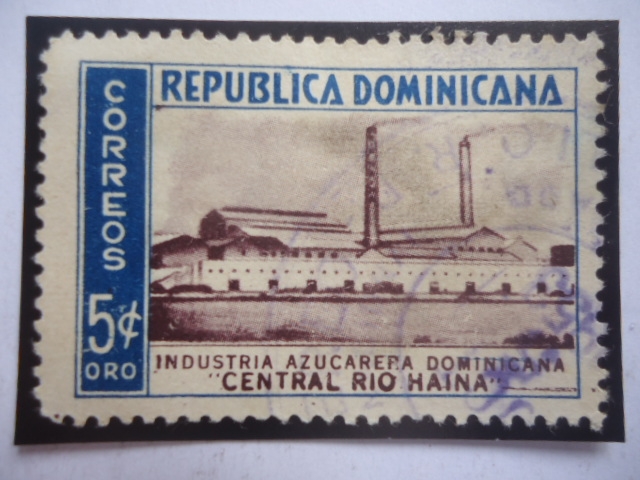 REPUBLICA DOMINICANA
CORREOS
5¢
ORO
INDUSTRIA AZUCARERA DOMINICANA
"CENTRAL RIO HAINA"